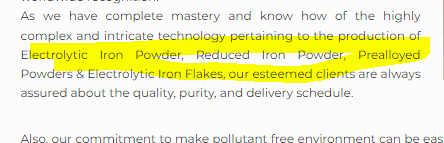 As we have complete mastery and know how of the highly
complex and intricate technology pertaining to the production of
Electrolytic Iron Powder, Reduced Iron Powder, Prealloyed
Powders & Electrolytic Iron Flakes, our esteemed clients are always
assured about the quality, purity, and delivery schedule.
Also, our commitment to make pollutant free environment can be eas